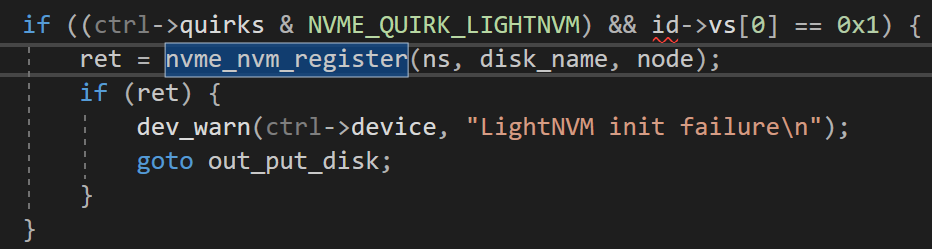 if ((ctrl->quirks & NVME_QUIRK_LIGHTNVM) && id->vs[0] == 0x1) {
ret = nvme_nvm_register(ns, disk_name, node);
if (ret) {
dev_warn(ctrl->device, "LightNVM init failure\n");
goto out_put_disk;
}
}